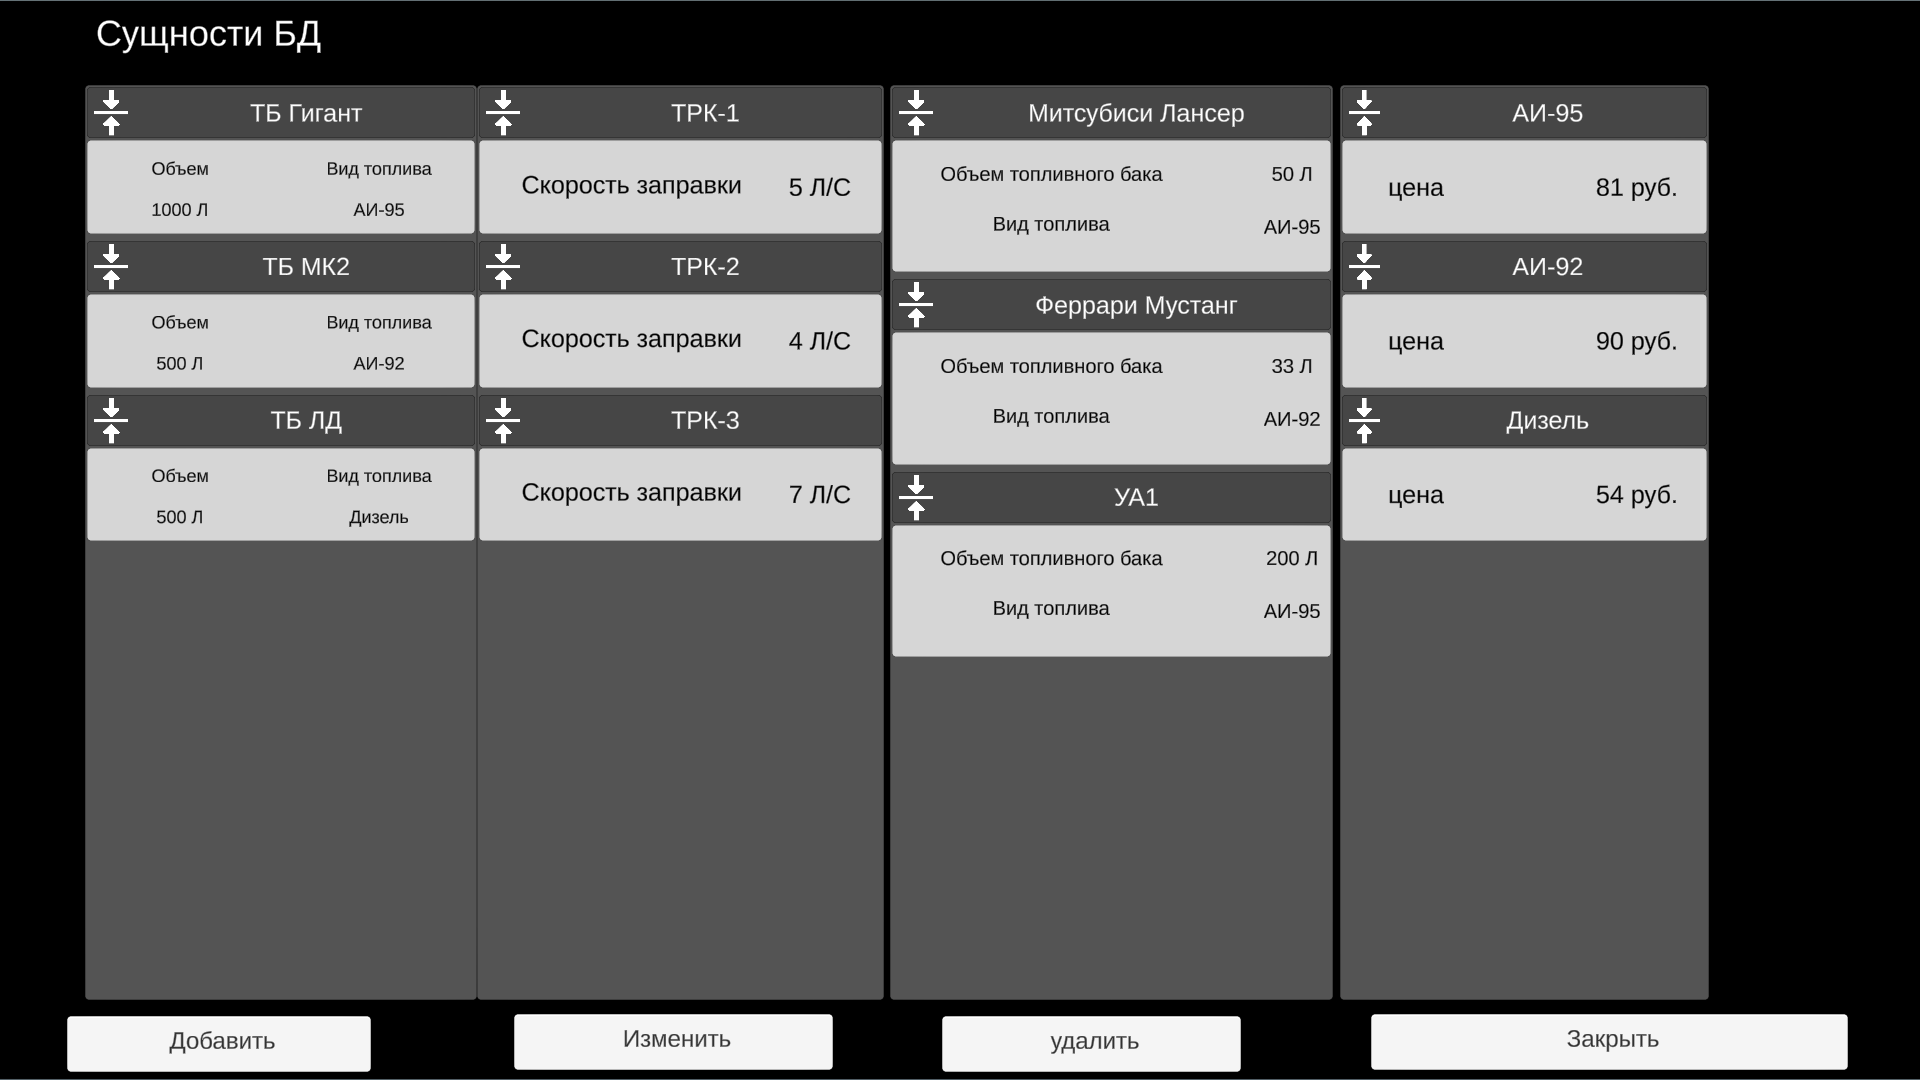 Сущности БД
ТБ Гигант
Объем Вид топлива
1000 Л АИ-95
ТБ МК2
Объем Вид топлива
500 Л АИ-92
ТБ ЛД
Объем Вид топлива
500 Л Дизель
ТРК-1
Скорость заправки 5 Л/С
ТРК-2
Скорость заправки 4 Л/С
ТРК-3
Скорость заправки 7 Л/С
Митсубиси Лансер
Объем топливного бака 50 Л
Вид топлива АИ-95
Феррари Мустанг
Объем топливного бака 33 Л
Вид топлива АИ-92
УА1
Объем топливного бака 200 Л
Вид топлива АИ-95
АИ-95
цена 81 руб.
АИ-92
цена 90 руб.
Дизель
цена 54 руб.
Добавить Изменить удалить Закрыть